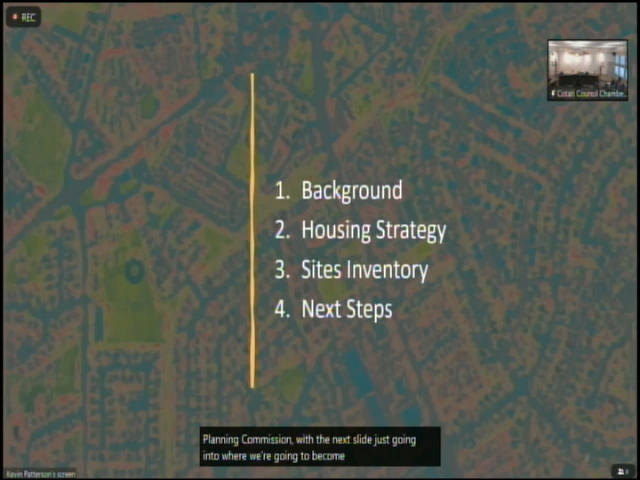 REC
Cotati Council Chambe...
1. Background
2. Housing Strategy
3. Sites Inventory
4. Next Steps
Planning Commission, with the next slide just going
into where we're going to become
Kevin Patterson's screen